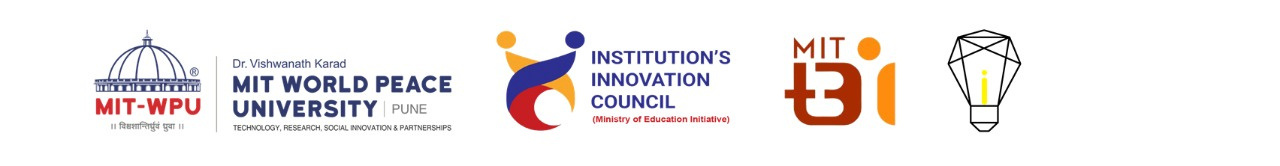 MIT-WPU
®
॥ विश्वशान्तिर्ध्रुवं ध्रुवा ॥
Dr. Vishwanath Karad
MIT WORLD PEACE
UNIVERSITY | PUNE
TECHNOLOGY, RESEARCH, SOCIAL INNOVATION & PARTNERSHIPS
INSTITUTION'S
INNOVATION
COUNCIL
(Ministry of Education Initiative)
MIT
tBi
i